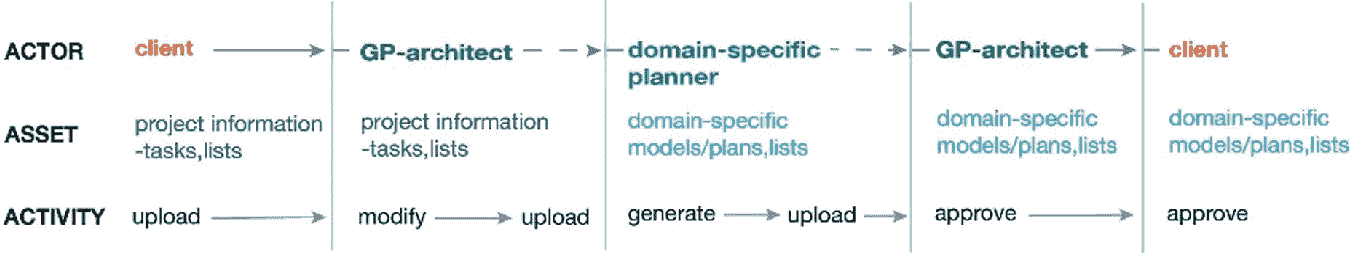 ACTOR client GP-architect domain-specific planner GP-architect client
ASSET project information -tasks,lists project information -tasks,lists domain-specific models/plans,lists domain-specific models/plans,lists domain-specific models/plans,lists
ACTIVITY upload modify upload generate upload approve approve